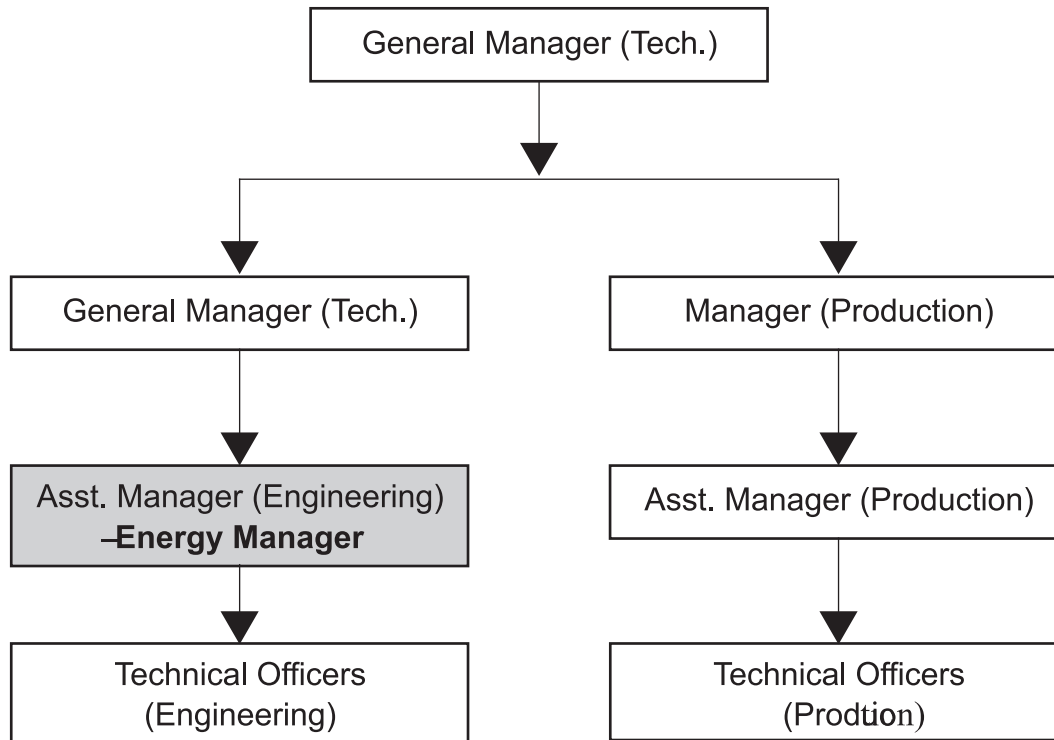 General Manager (Tech.)
General Manager (Tech.)
Manager (Production)
Asst. Manager (Engineering)
–Energy Manager
Asst. Manager (Production)
Technical Officers
(Engineering)
Technical Officers
(Prodtion)